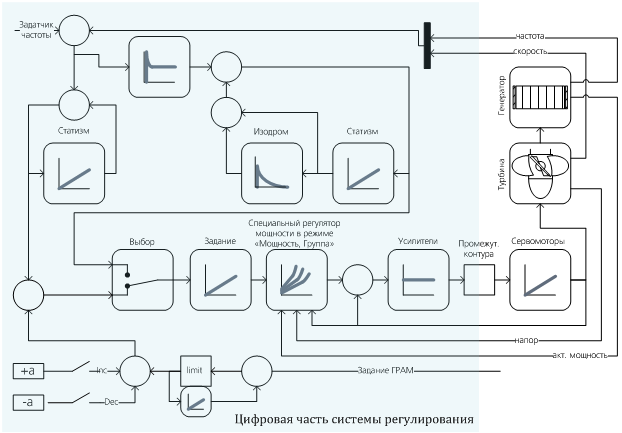 Задатчик
частоты
частота
скорость
Генератор
Статизм
Изодром
Статизм
Турбина
Специальный регулятор
мощности в режиме
«Мощность, Группа»
Выбор
Задание
Усилители
Промежут.
контура
Сервомоторы
напор
акт. мощность
+a
Inc
limit
Задание ГРАМ
-a
Dec
Цифровая часть системы регулирования